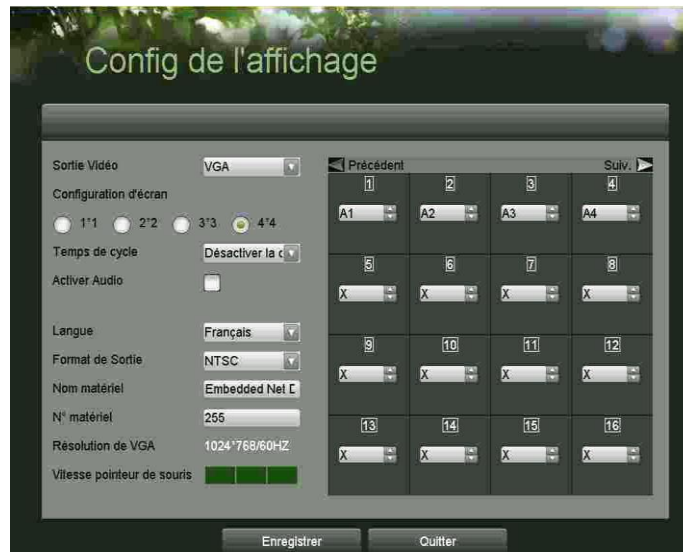 Config de l'affichage
Sortie Vidéo VGA
Configuration d'écran
1*1 2*2 3*3 4*4
Temps de cycle Désactiver la c
Activer Audio
Langue Français
Format de Sortie NTSC
Nom matériel Embedded Net D
N° matériel 255
Résolution de VGA 1024*768/60HZ
Vitesse pointeur de souris
Précédent Suiv.
1 2 3 4
A1 A2 A3 A4
5 6 7 8
X X X X
9 10 11 12
X X X X
13 14 15 16
X X X X
Enregistrer Quitter